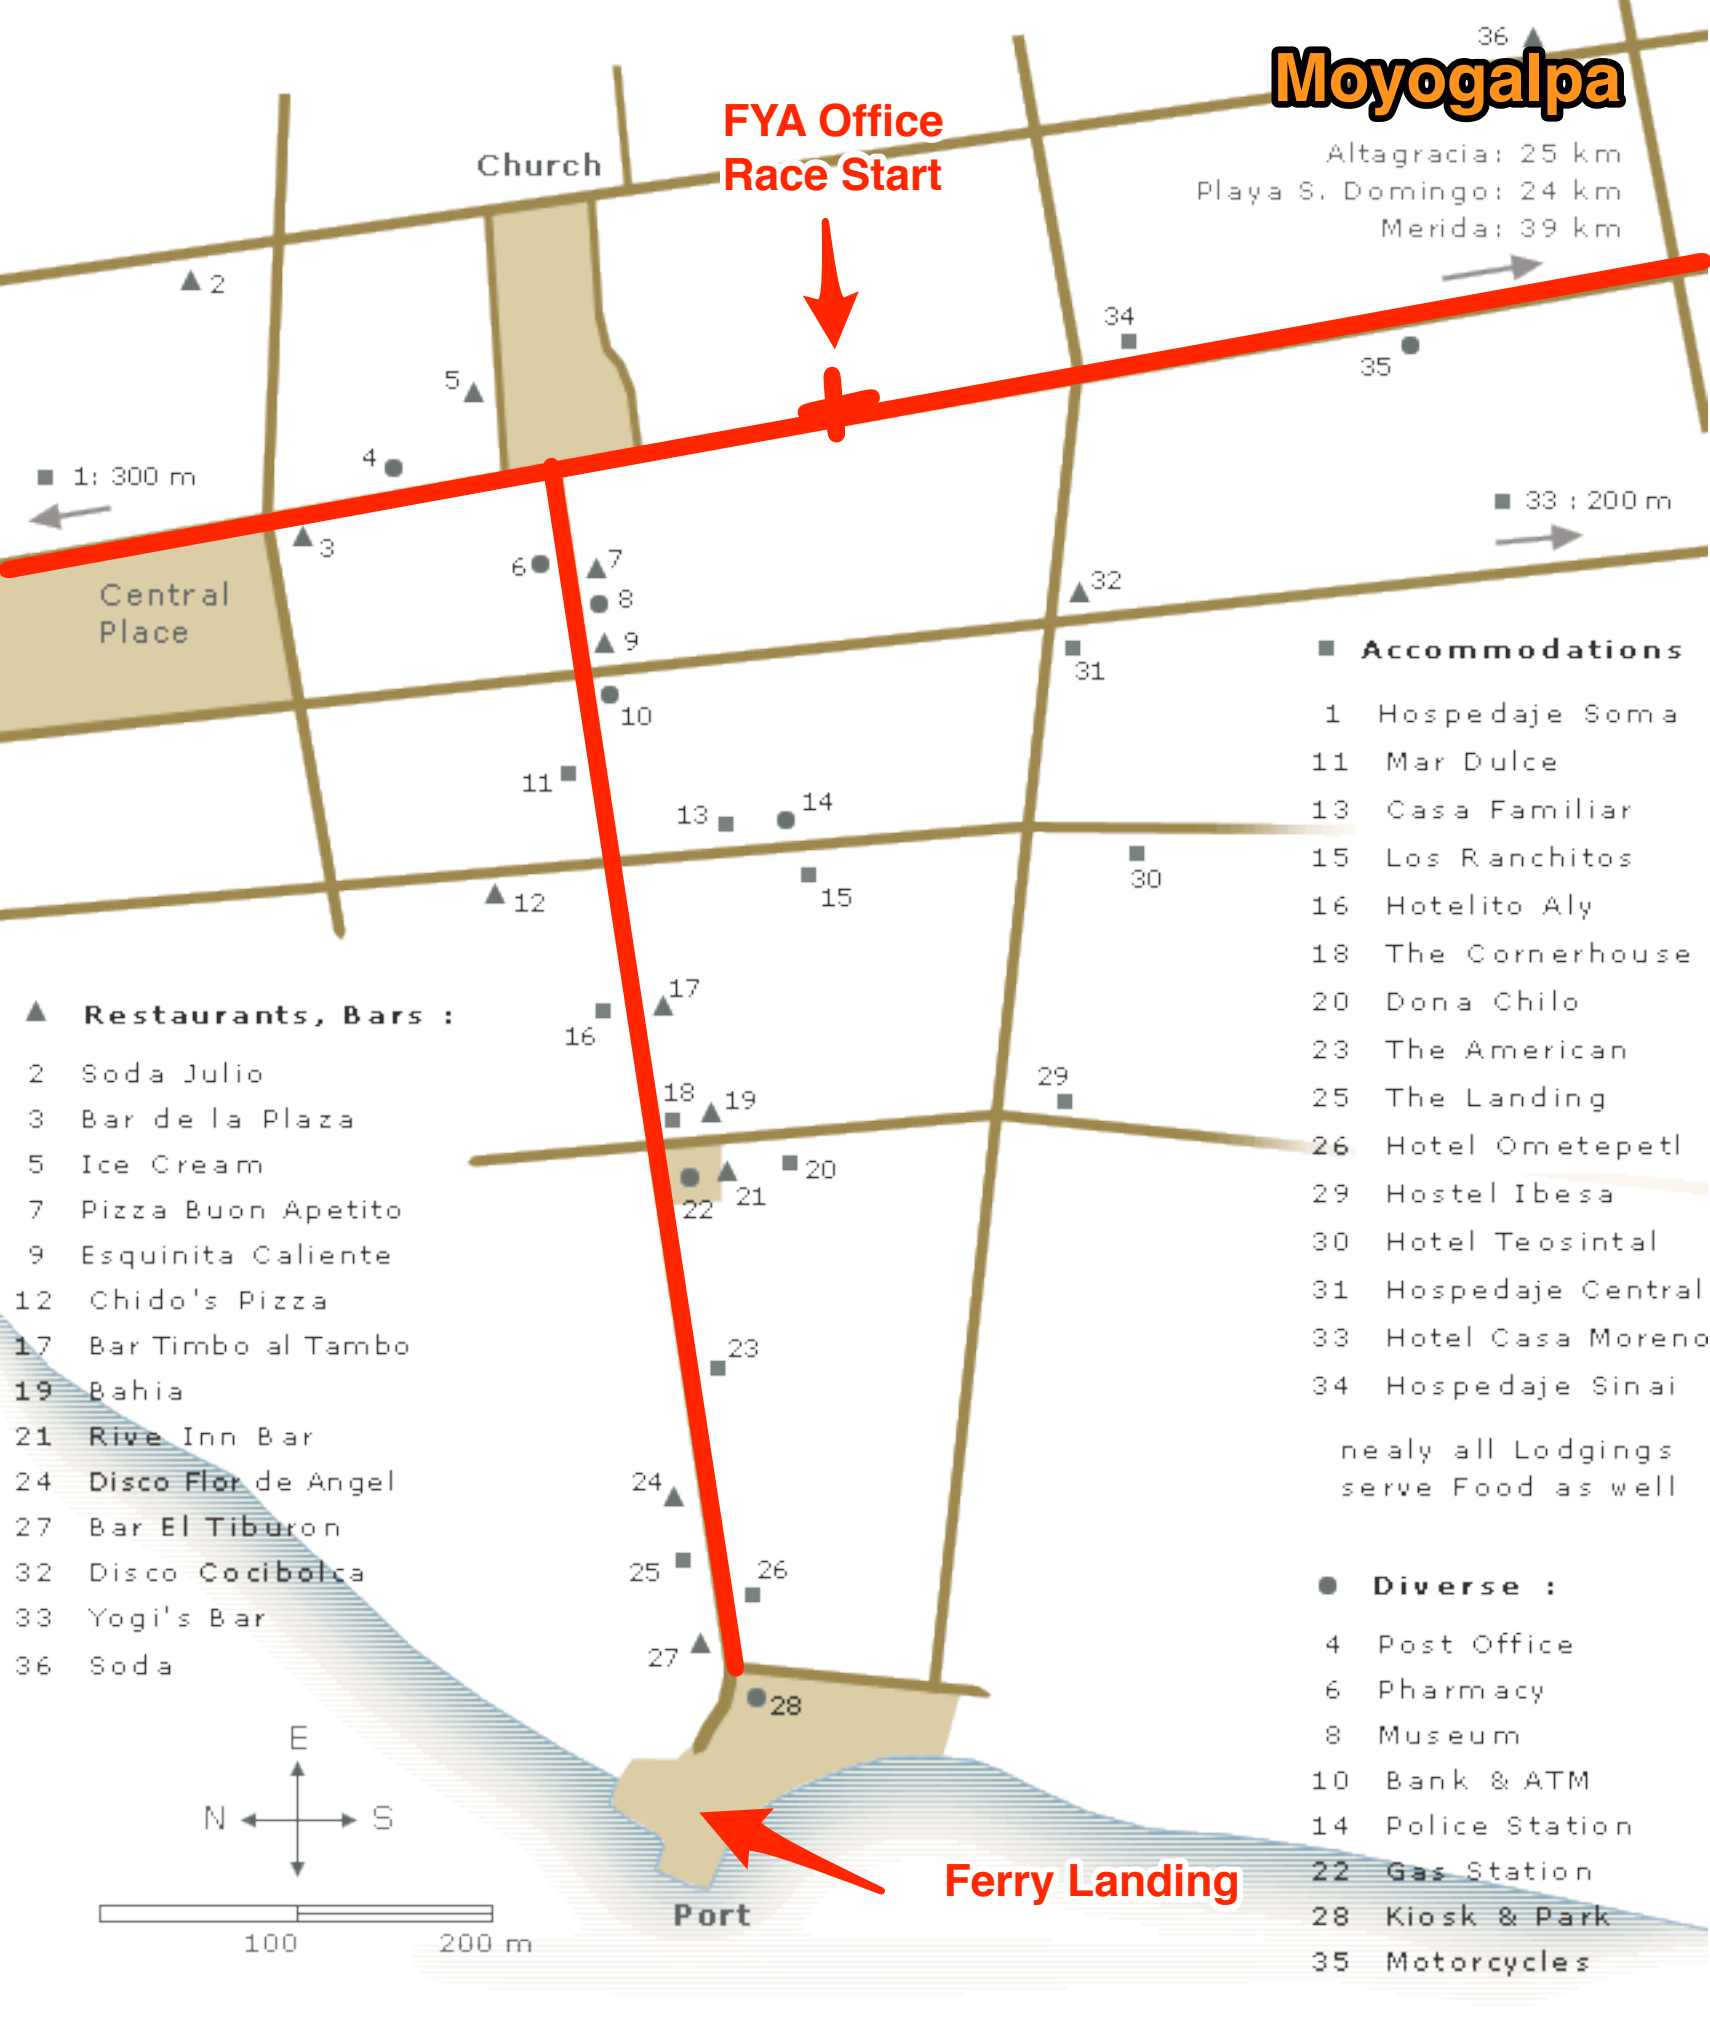 36
Moyogalpa
FYA Office
Race Start
Church
Altagracia: 25 km
Playa S. Domingo: 24 km
Merida: 39 km
2
34
35
5
4
1: 300 m
33 : 200 m
3
Central
Place
6
7
8
9
10
32
31
11
13
14
15
12
30
16
17
18
19
29
20
21
22
23
24
25
26
27
28
Accommodations
1 Hospedaje Soma
11 Mar Dulce
13 Casa Familiar
15 Los Ranchitos
16 Hotelito Aly
18 The Cornerhouse
20 Dona Chilo
23 The American
25 The Landing
26 Hotel Ometepetl
29 Hostel Ibesa
30 Hotel Teosintal
31 Hospedaje Central
33 Hotel Casa Moreno
34 Hospedaje Sinai
nealy all Lodgings
serve Food as well
Restaurants, Bars :
2 Soda Julio
3 Bar de la Plaza
5 Ice Cream
7 Pizza Buon Apetito
9 Esquinita Caliente
12 Chido's Pizza
17 Bar Timbo al Tambo
19 Bahia
21 Rive Inn Bar
24 Disco Flor de Angel
27 Bar El Tiburon
32 Disco Cocibolca
33 Yogi's Bar
36 Soda
Diverse :
4 Post Office
6 Pharmacy
8 Museum
10 Bank & ATM
14 Police Station
22 Gas Station
28 Kiosk & Park
35 Motorcycles
E
N S
100 200 m
Port
Ferry Landing